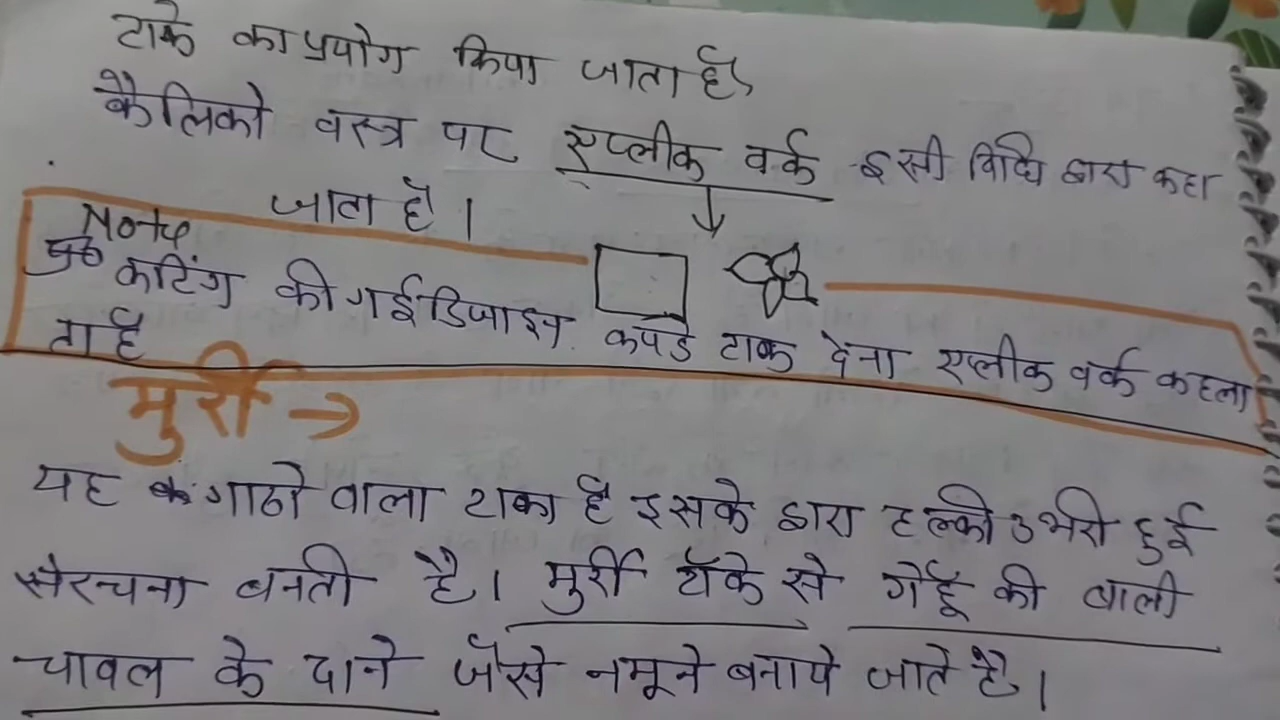 टाके का प्रयोग किया जाता है
कैलिको वस्त्र पर एप्लीक वर्क इसी विधि द्वारा कहा
जाता है।
Note
कटिंग की गई डिजाइन कपडे टाक देना एप्लीक वर्क कहला
ता है
मुर्री →
यह गाठो वाला टाका है इसके द्वारा हल्की उभरी हुई
संरचना बनती है। मुर्री टॉके से गेहूँ की बाली
चावल के दाने जैसे नमूने बनाये जाते है।